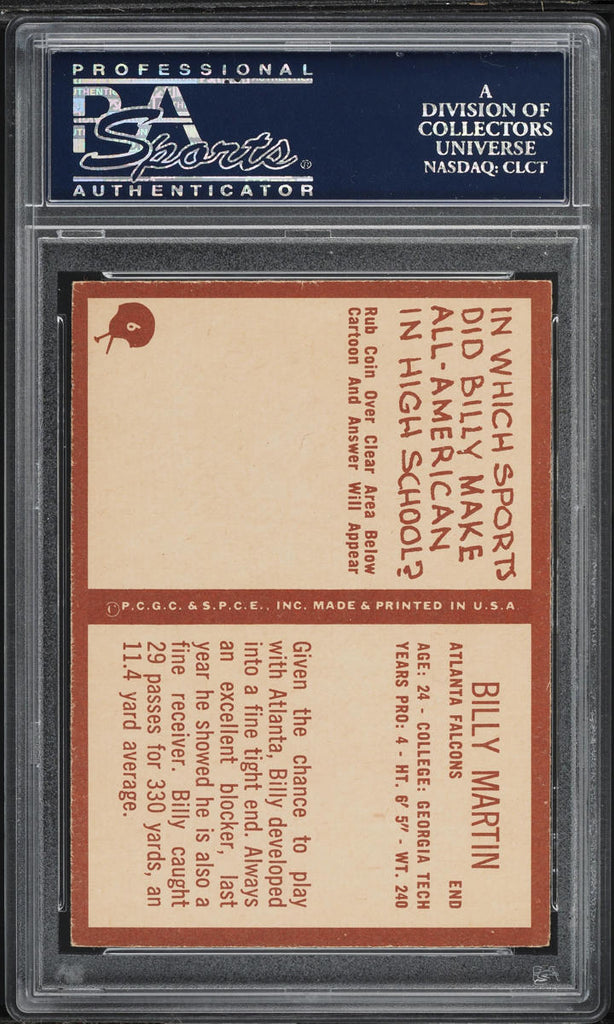 PROFESSIONAL
PSA
Sports®
AUTHENTICATOR
A
DIVISION OF
COLLECTORS
UNIVERSE
NASDAQ: CLCT
IN WHICH SPORTS
DID BILLY MAKE
ALL-AMERICAN
IN HIGH SCHOOL?
Rub Coin Over Clear Area Below
Cartoon And Answer Will Appear
6
©P.C.G.C. & S.P.C.E., INC. MADE & PRINTED IN U.S.A
BILLY MARTIN
ATLANTA FALCONS END
AGE: 24 - COLLEGE: GEORGIA TECH
YEARS PRO: 4 - HT. 6' 5" - WT. 240
Given the chance to play
with Atlanta, Billy developed
into a fine tight end. Always
an excellent blocker, last
year he showed he is also a
fine receiver. Billy caught
29 passes for 330 yards, an
11.4 yard average.